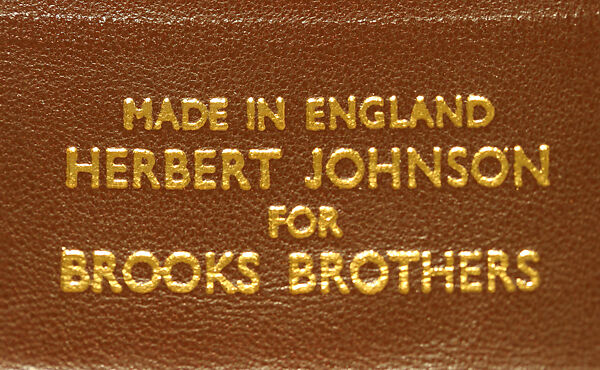 MADE IN ENGLAND
HERBERT JOHNSON
FOR
BROOKS BROTHERS